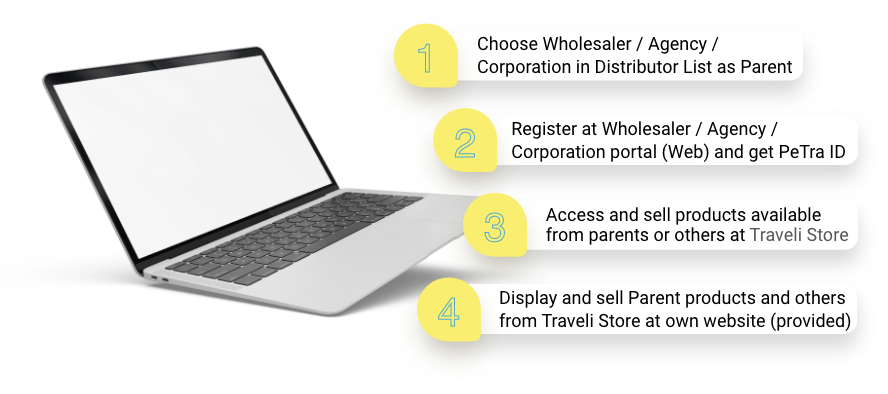 1
Choose Wholesaler / Agency /
Corporation in Distributor List as Parent
2
Register at Wholesaler / Agency /
Corporation portal (Web) and get PeTra ID
3
Access and sell products available
from parents or others at Traveli Store
4
Display and sell Parent products and others
from Traveli Store at own website (provided)